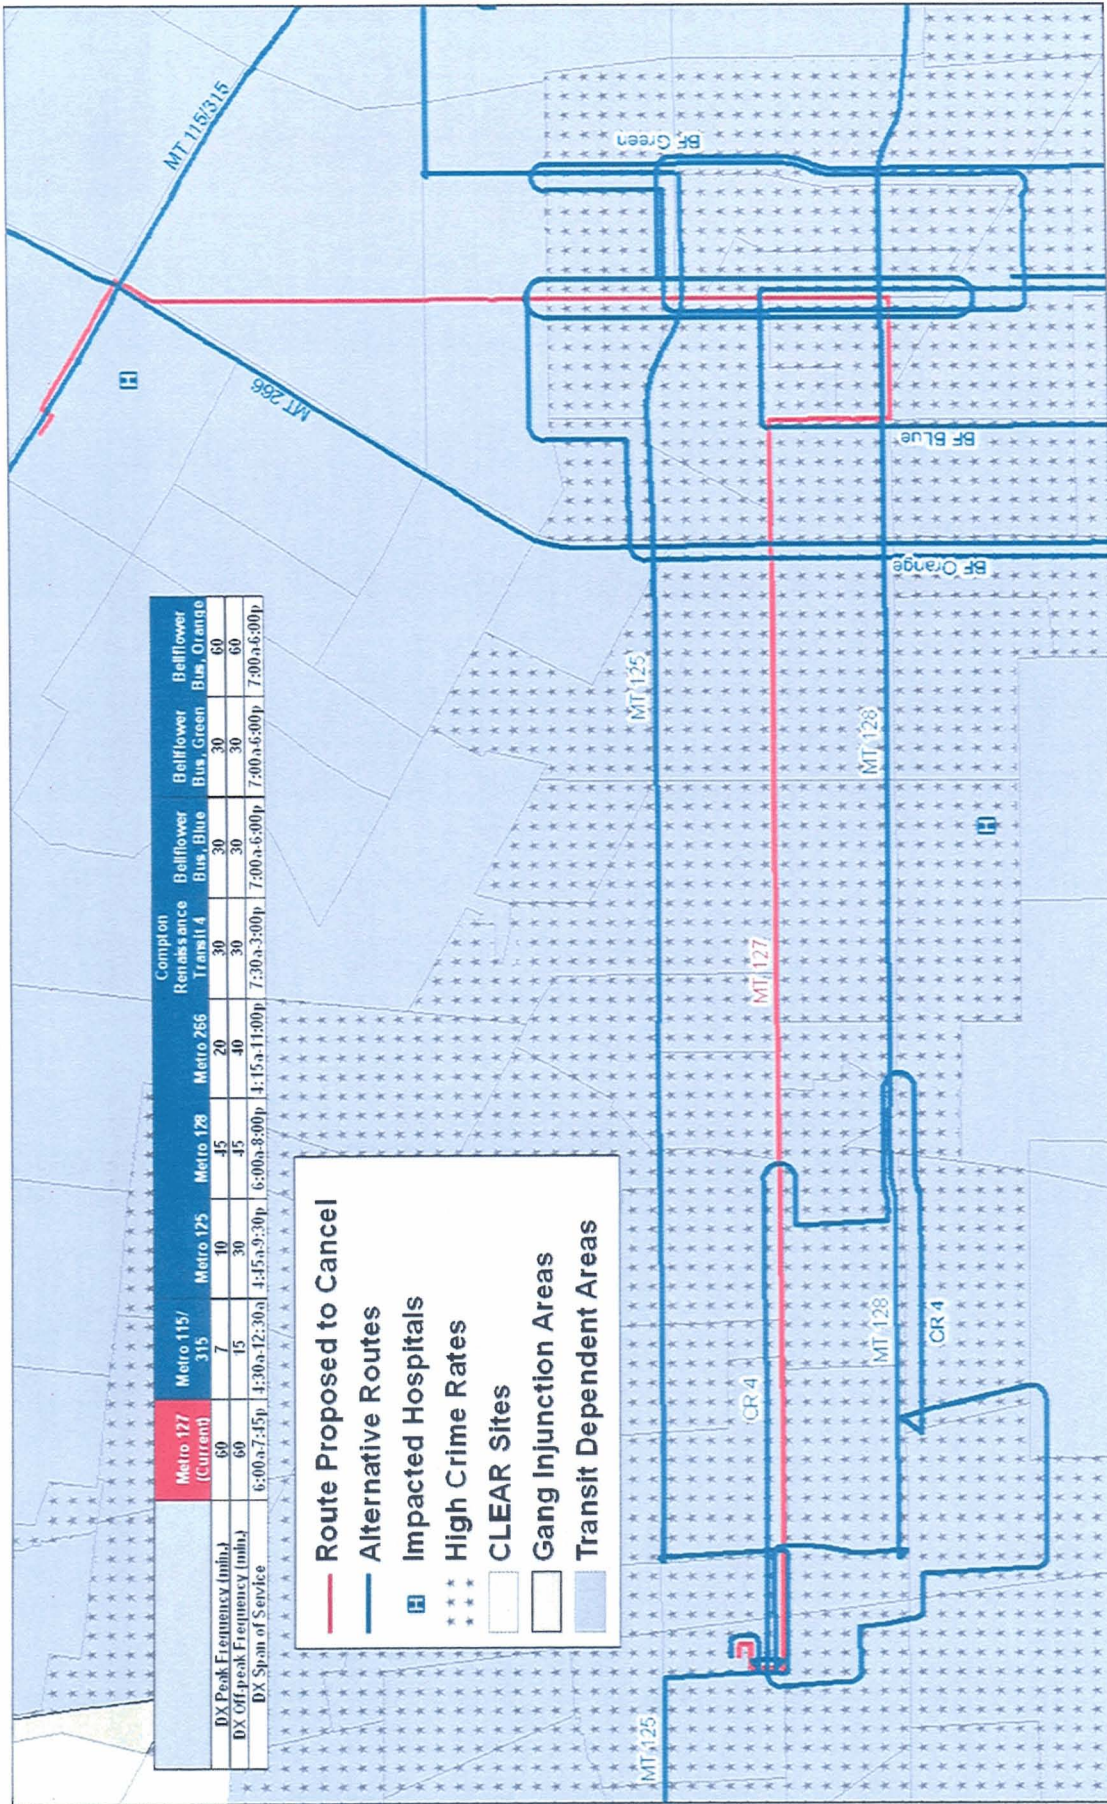 Metro 127 (Current)
Metro 115/ 315
Metro 125
Metro 128
Metro 266
Compton Renaissance Transit 4
Bellflower Bus, Blue
Bellflower Bus, Green
Bellflower Bus, Orange
DX Peak Frequency (min.) 60 7 10 45 20 30 30 30 60
DX Off-peak Frequency (min.) 60 15 30 45 40 30 30 30 60
DX Span of Service 6:00a-7:45p 4:30a-12:30a 4:45a-9:30p 6:00a-8:00p 4:15a-11:00p 7:30a-3:00p 7:00a-6:00p 7:00a-6:00p 7:00a-6:00p
Route Proposed to Cancel
Alternative Routes
H Impacted Hospitals
High Crime Rates
CLEAR Sites
Gang Injunction Areas
Transit Dependent Areas
MT 115/315
H
MT 266
BF Green
BF BLue
BF Orange
MT 125
MT 127
MT 128
H
CR 4
MT 128
CR 4
MT 125